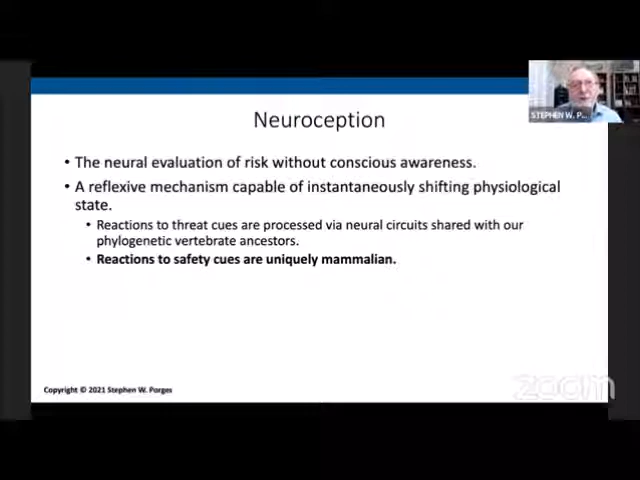 STEPHEN W. P...
Neuroception
• The neural evaluation of risk without conscious awareness.
• A reflexive mechanism capable of instantaneously shifting physiological
state.
• Reactions to threat cues are processed via neural circuits shared with our
phylogenetic vertebrate ancestors.
• Reactions to safety cues are uniquely mammalian.
Copyright © 2021 Stephen W. Porges
zoom